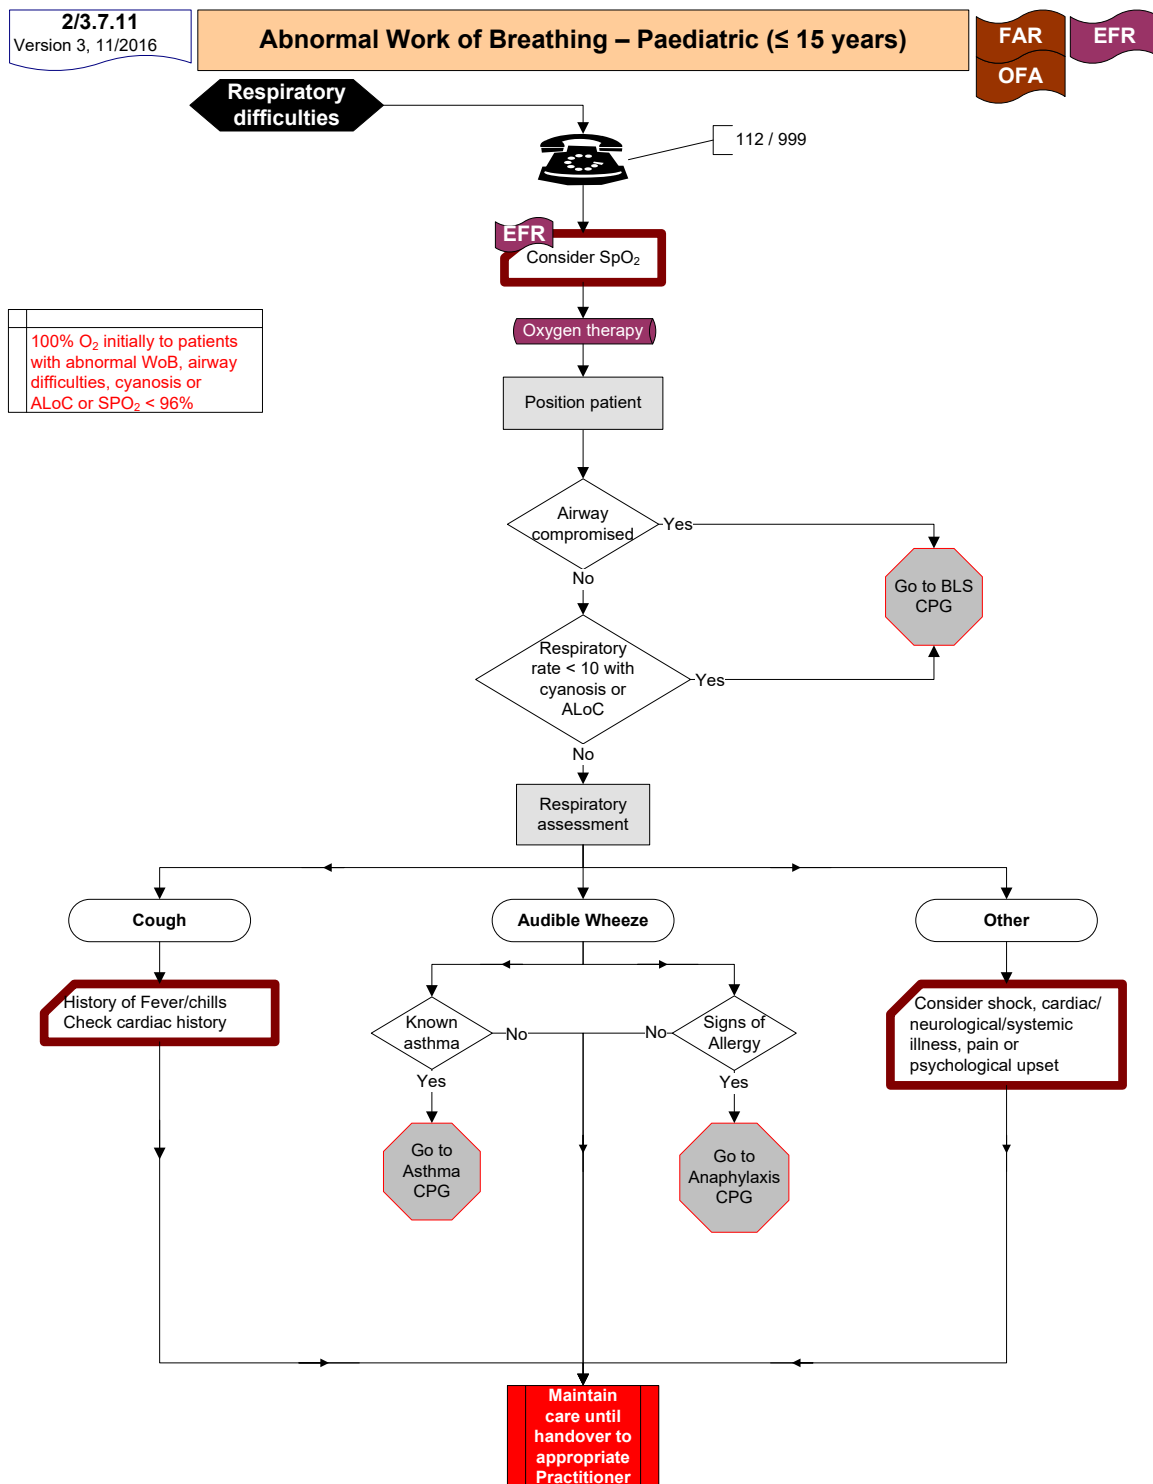 2/3.7.11
Version 3, 11/2016
Abnormal Work of Breathing – Paediatric (≤ 15 years)
FAR
EFR
OFA
Respiratory
difficulties
112 / 999
EFR
Consider SpO₂
Oxygen therapy
100% O₂ initially to patients
with abnormal WoB, airway
difficulties, cyanosis or
ALoC or SPO₂ < 96%
Position patient
Airway
compromised
Yes
No
Go to BLS
CPG
Respiratory
rate < 10 with
cyanosis or
ALoC
Yes
No
Respiratory
assessment
Cough
Audible Wheeze
Other
History of Fever/chills
Check cardiac history
Known
asthma
No
No
Signs of
Allergy
Consider shock, cardiac/
neurological/systemic
illness, pain or
psychological upset
Yes
Yes
Go to
Asthma
CPG
Go to
Anaphylaxis
CPG
Maintain
care until
handover to
appropriate
Practitioner